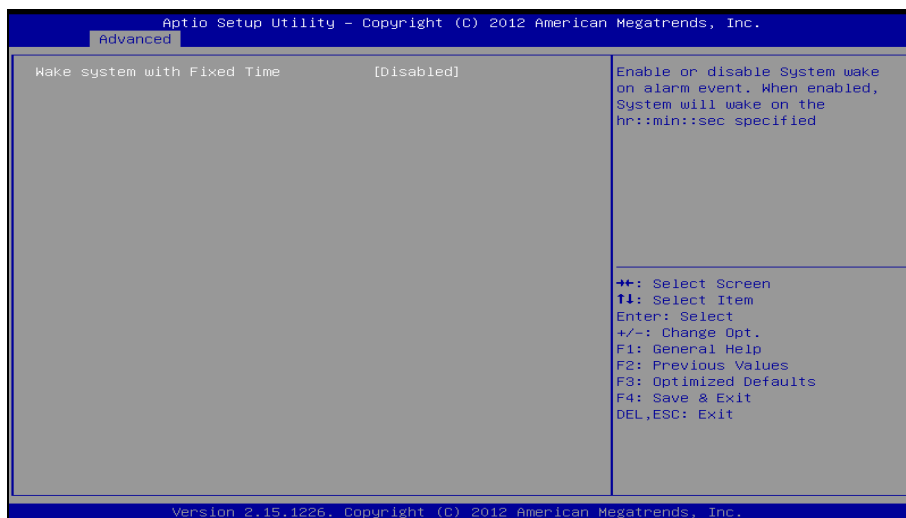 Aptio Setup Utility – Copyright (C) 2012 American Megatrends, Inc.
Advanced
Wake system with Fixed Time [Disabled]
Enable or disable System wake
on alarm event. When enabled,
System will wake on the
hr::min::sec specified
→←: Select Screen
↑↓: Select Item
Enter: Select
+/-: Change Opt.
F1: General Help
F2: Previous Values
F3: Optimized Defaults
F4: Save & Exit
DEL,ESC: Exit
Version 2.15.1226. Copyright (C) 2012 American Megatrends, Inc.